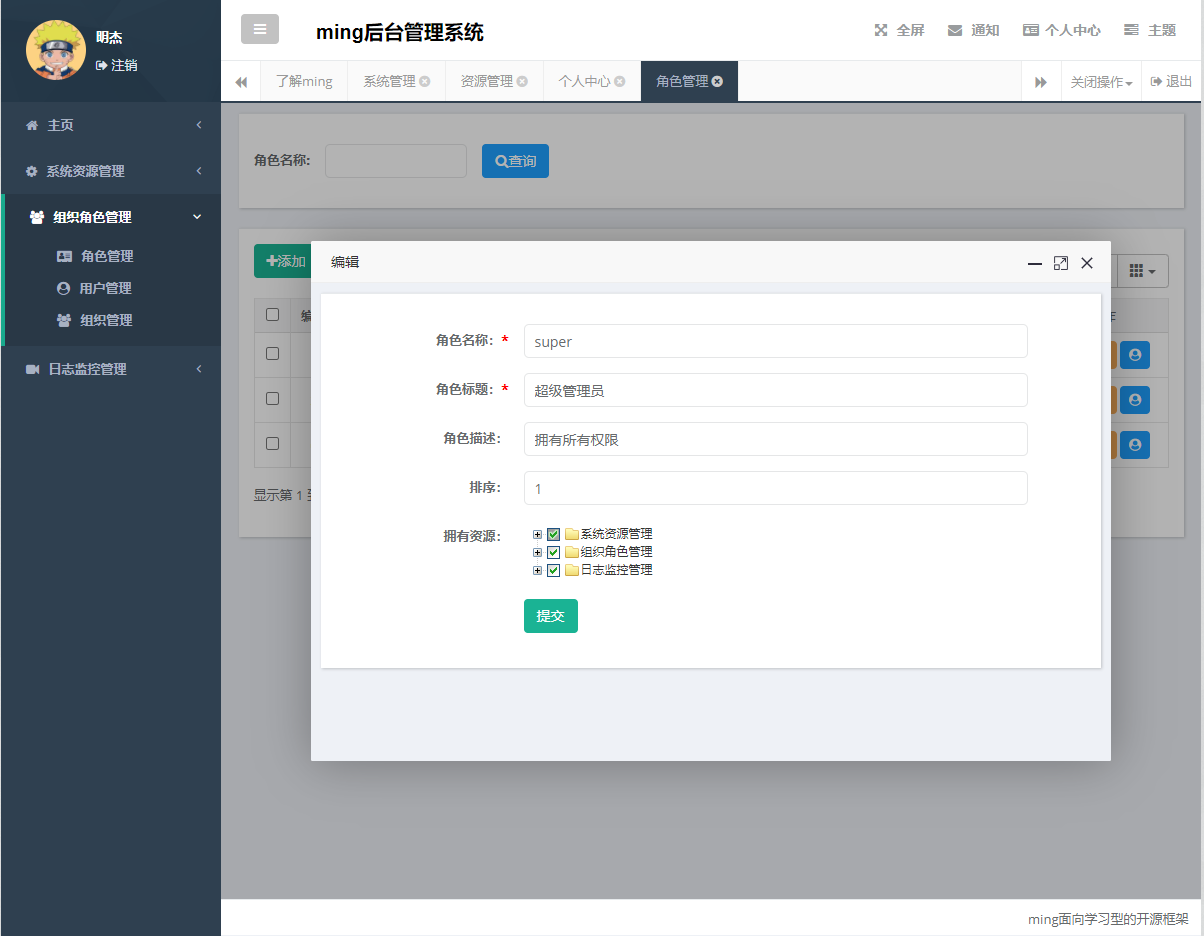 明杰
注销
ming后台管理系统
全屏
通知
个人中心
主题
了解ming
系统管理
资源管理
个人中心
角色管理
关闭操作
退出
主页
系统资源管理
组织角色管理
角色管理
用户管理
组织管理
日志监控管理
角色名称:
查询
添加
显示第 1
编辑
角色名称: *
super
角色标题: *
超级管理员
角色描述:
拥有所有权限
排序:
1
拥有资源:
系统资源管理
组织角色管理
日志监控管理
提交
ming面向学习型的开源框架